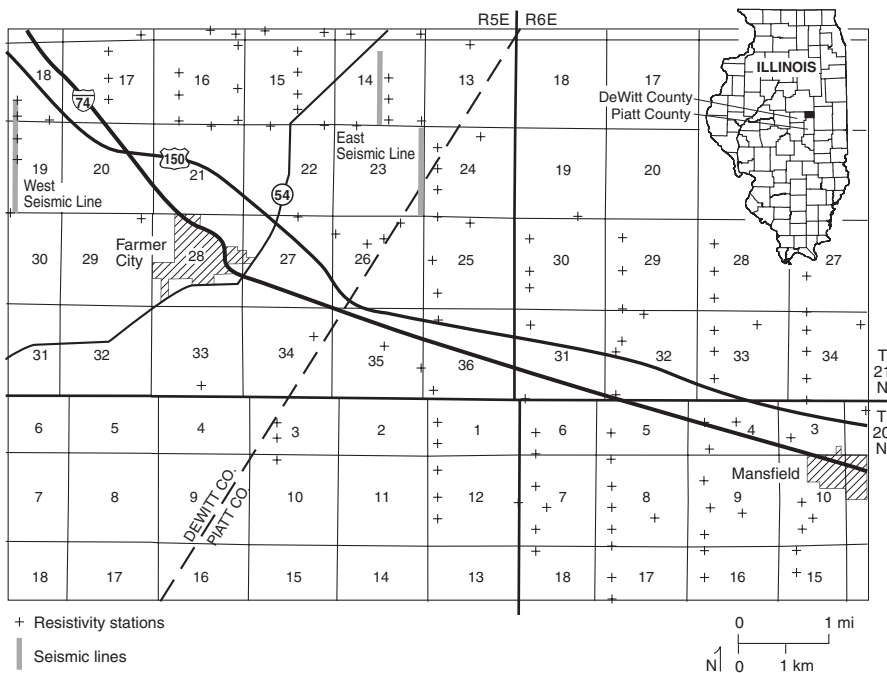 R5E R6E
18 17 16 15 14 13 18 17
74
ILLINOIS
DeWitt County
Piatt County
East
Seismic Line
150
19 20 21 22 23 24 19 20
West
Seismic Line
54
Farmer
City
30 29 28 27 26 25 30 29 28 27
31 32 33 34 35 36 31 32 33 34
T
21
N
T
20
N
6 5 4 3 2 1 6 5 4 3
Mansfield
7 8 9 10 11 12 7 8 9 10
DEWITT CO.
PIATT CO.
18 17 16 15 14 13 18 17 16 15
+ Resistivity stations
Seismic lines
0 1 mi
N 0 1 km